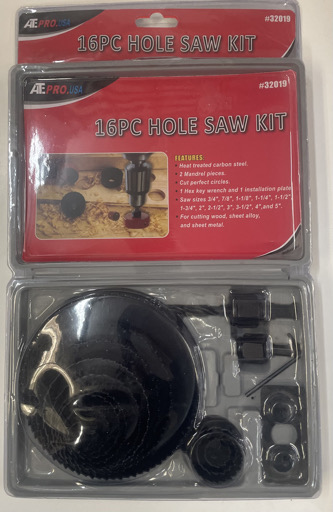 ATE PRO.USA
#32019
16PC HOLE SAW KIT
ATE PRO.USA
#32019
16PC HOLE SAW KIT
FEATURES:
• Heat treated carbon steel.
• 2 Mandrel pieces.
• Cut perfect circles.
• 1 Hex key wrench and 1 installation plate
• Saw sizes 3/4", 7/8", 1-1/8", 1-1/4", 1-1/2"
1-3/4", 2", 2-1/2", 3", 3-1/2", 4",and 5".
• For cutting wood, sheet alloy,
and sheet metal.